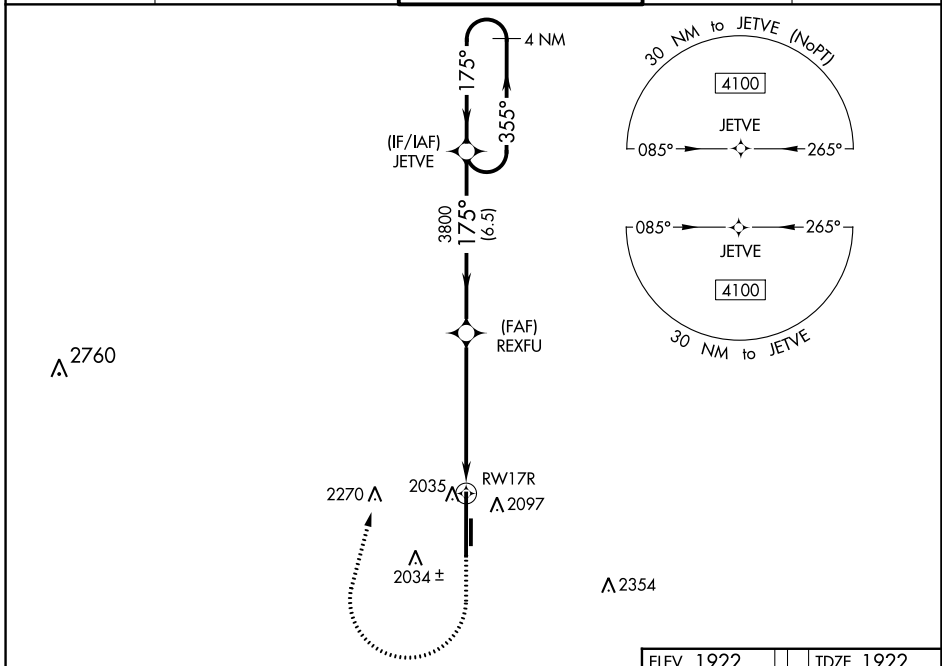 4 NM
175°
355°
(IF/IAF)
JETVE
3800
175°
(6.5)
(FAF)
REXFU
2760
RW17R
2270
2035
2097
2034 ±
2354
30 NM to JETVE (NoPT)
4100
JETVE
085°
265°
085°
265°
JETVE
4100
30 NM to JETVE
ELEV 1922
TDZE 1922